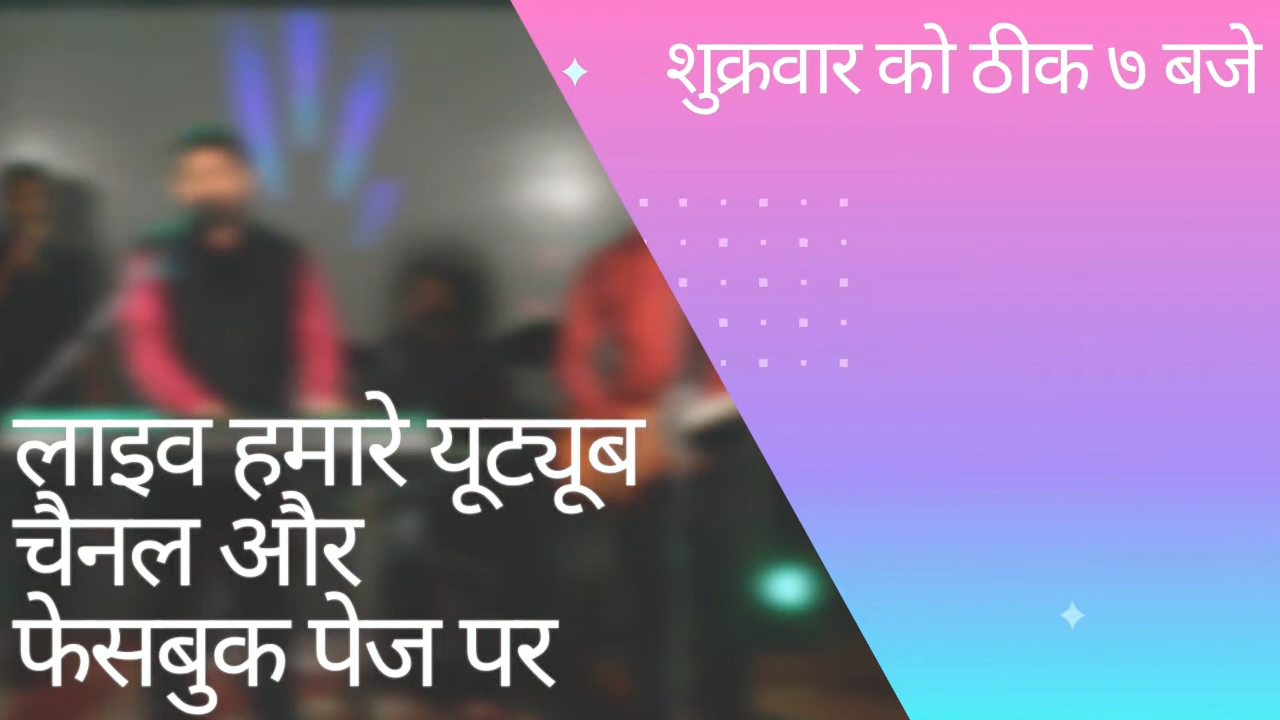 शुक्रवार को ठीक ७ बजे
लाइव हमारे यूट्यूब
चैनल और
फेसबुक पेज पर